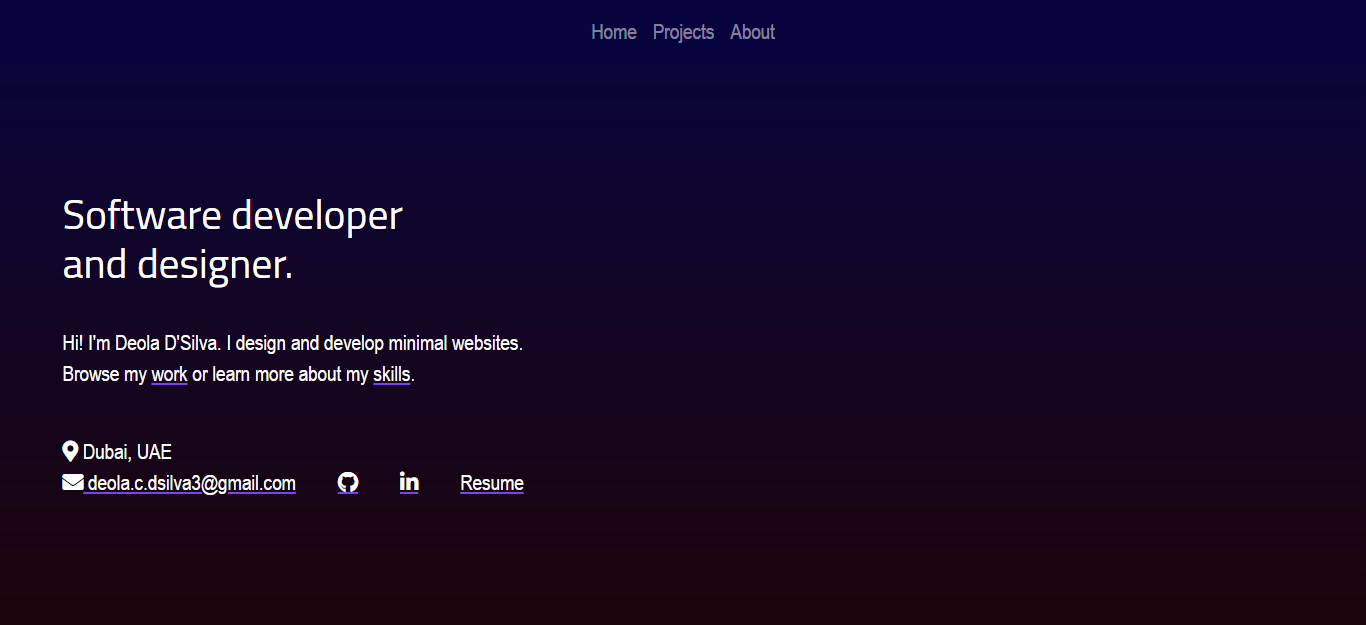 Home Projects About
Software developer
and designer.
Hi! I'm Deola D'Silva. I design and develop minimal websites.
Browse my work or learn more about my skills.
Dubai, UAE
deola.c.dsilva3@gmail.com in Resume